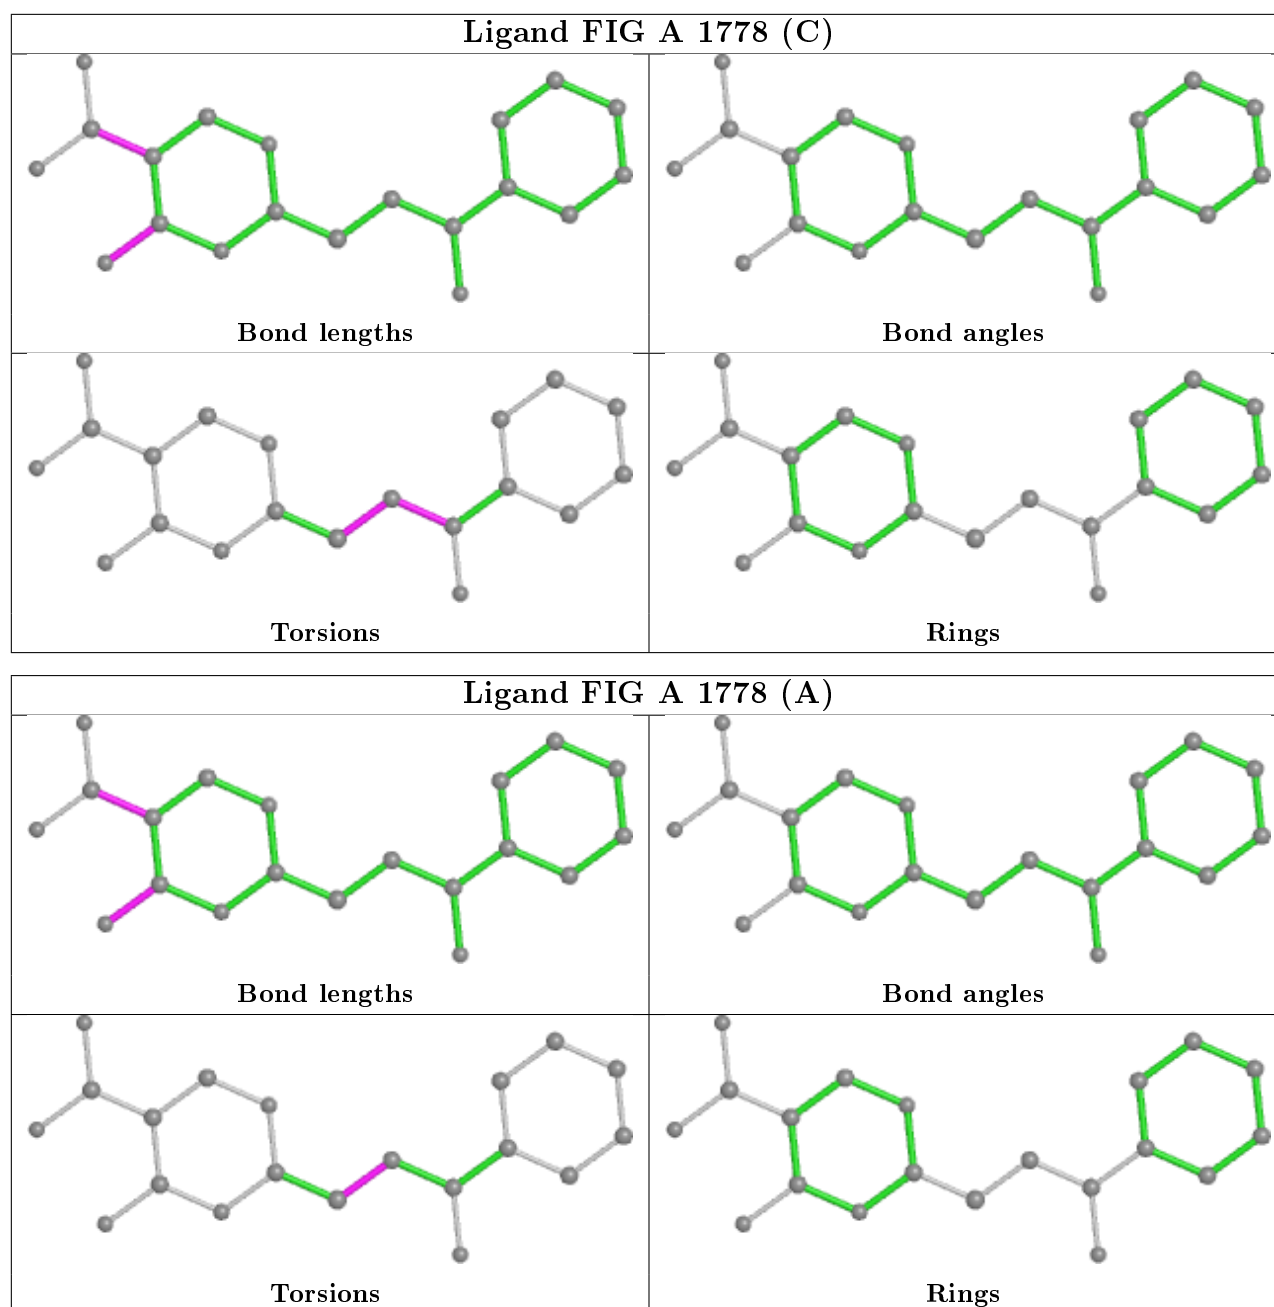 Ligand FIG A 1778 (C)
Bond lengths
Bond angles
Torsions
Rings
Ligand FIG A 1778 (A)
Bond lengths
Bond angles
Torsions
Rings